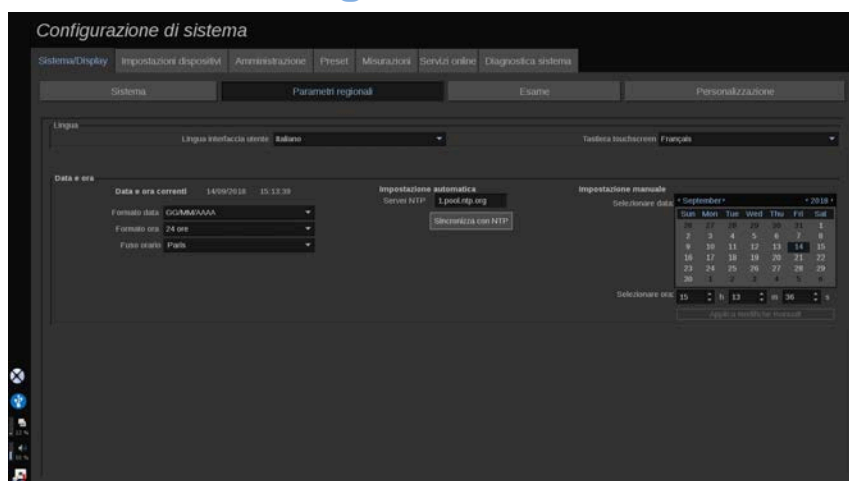 Configurazione di sistema
Sistema/Display Impostazioni dispositivi Amministrazione Preset Misurazioni Servizi online Diagnostica sistema
Sistema Parametri regionali Esame Personalizzazione
Lingua
Lingua interfaccia utente Italiano Tastiera touchscreen Français
Data e ora
Data e ora correnti 14/09/2018 15:13:39 Impostazione automatica Impostazione manuale
Server NTP 1.pool.ntp.org Selezionare data
September 2018
Formato data GG/MM/AAAA Sincronizza con NTP Sun Mon Tue Wed Thu Fri Sat
26 27 28 29 30 31 1
Formato ora 24 ore 2 3 4 5 6 7 8
Fuso orario Paris 9 10 11 12 13 14 15
16 17 18 19 20 21 22
23 24 25 26 27 28 29
30 1 2 3 4 5 6
Selezionare ora: 15 h 13 m 36 s
Applica modifiche manuali